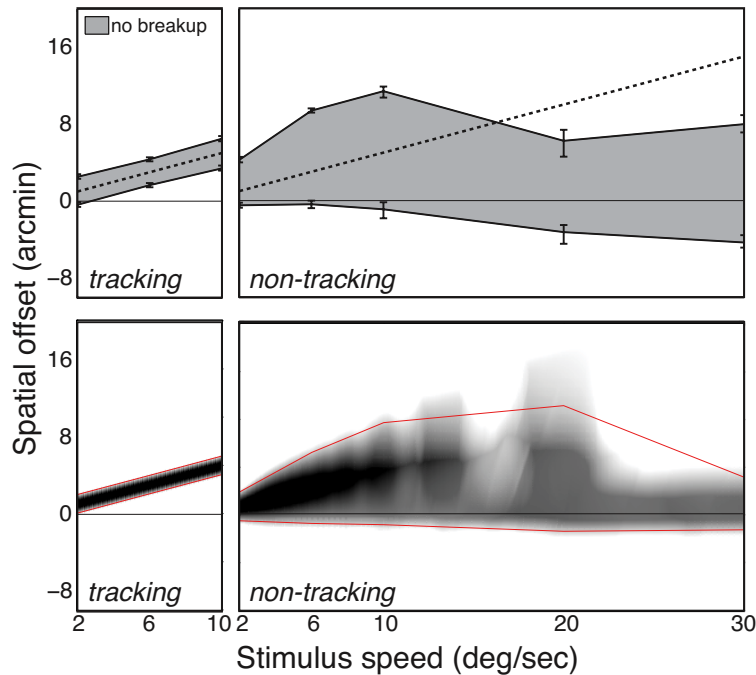 no breakup
16
8
0
−8
tracking
non-tracking
16
8
0
−8
tracking
non-tracking
2 6 10 2 6 10 20 30
Stimulus speed (deg/sec)
Spatial offset (arcmin)